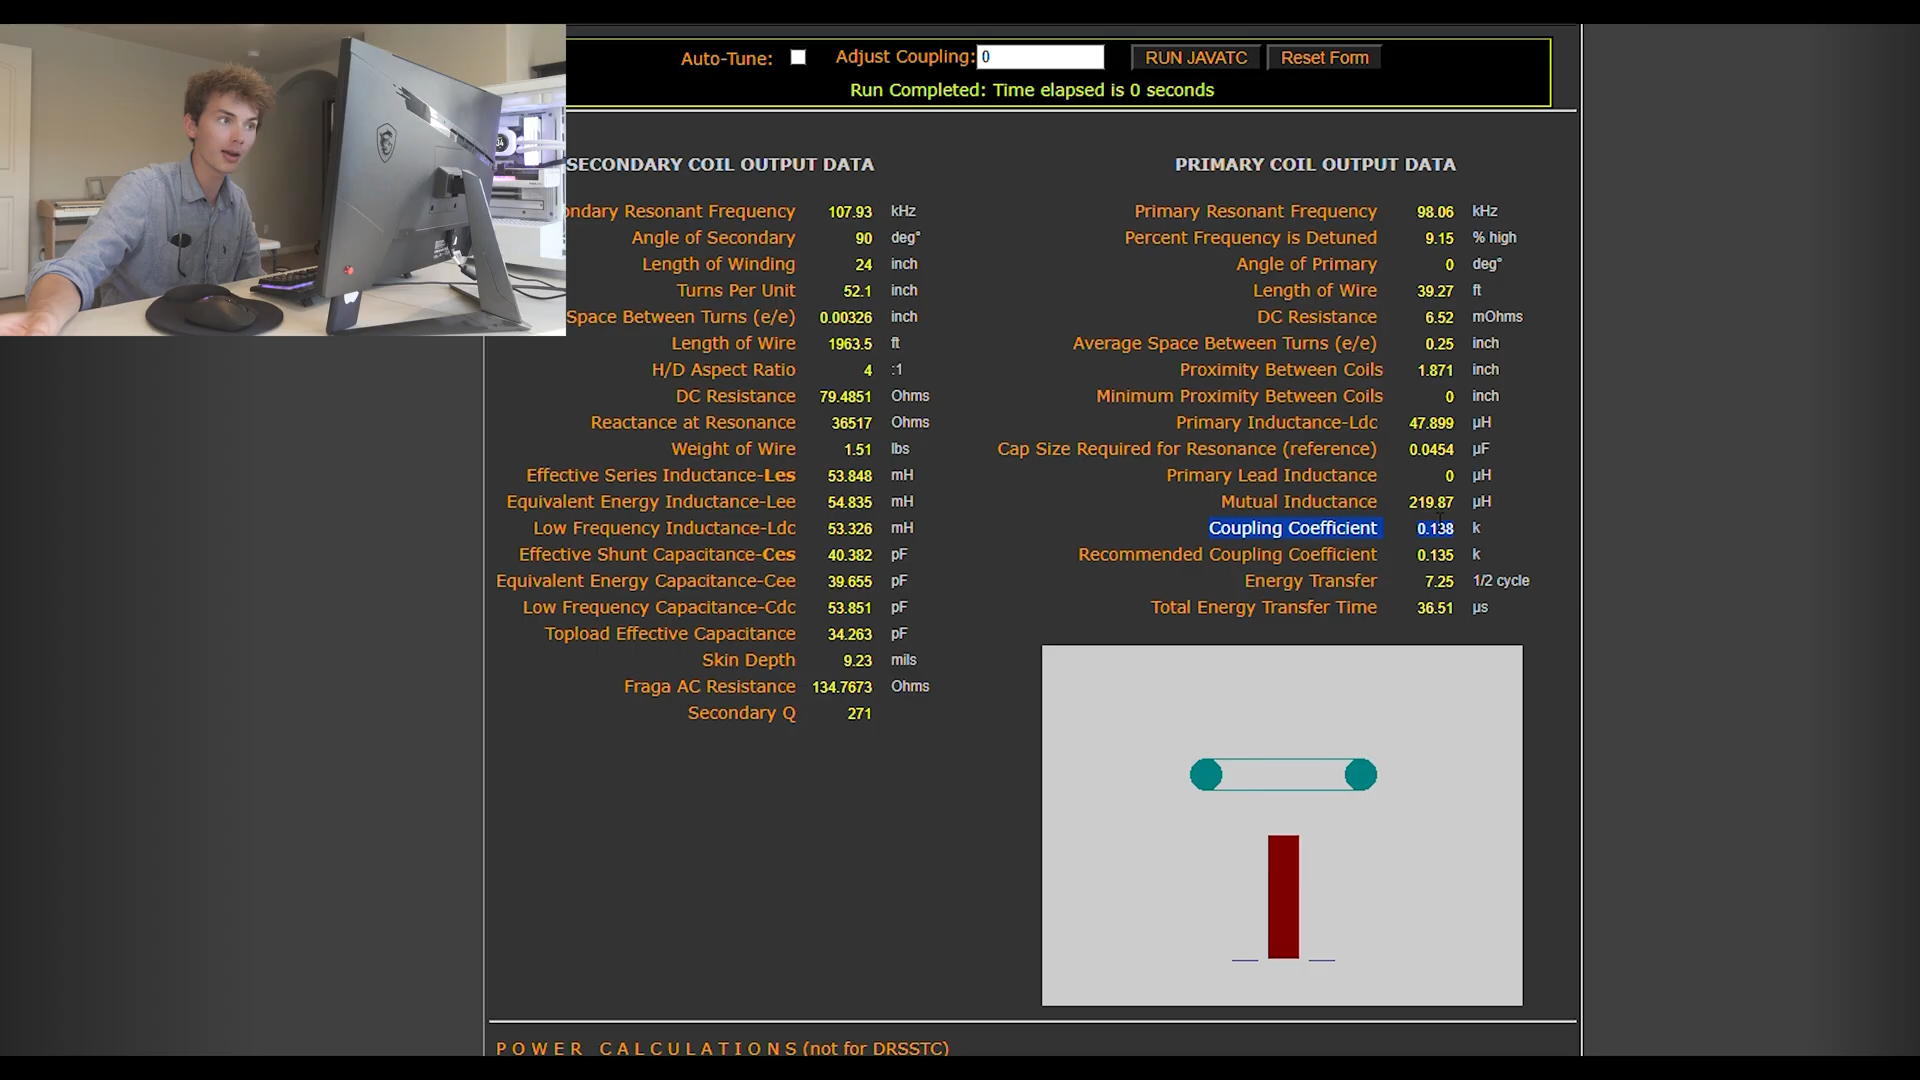 Auto-Tune: Adjust Coupling: 0 RUN JAVATC Reset Form
Run Completed: Time elapsed is 0 seconds
SECONDARY COIL OUTPUT DATA
ondary Resonant Frequency 107.93 kHz
Angle of Secondary 90 deg°
Length of Winding 24 inch
Turns Per Unit 52.1 inch
Space Between Turns (e/e) 0.00326 inch
Length of Wire 1963.5 ft
H/D Aspect Ratio 4 :1
DC Resistance 79.4851 Ohms
Reactance at Resonance 36517 Ohms
Weight of Wire 1.51 lbs
Effective Series Inductance-Les 53.848 mH
Equivalent Energy Inductance-Lee 54.835 mH
Low Frequency Inductance-Ldc 53.326 mH
Effective Shunt Capacitance-Ces 40.382 pF
Equivalent Energy Capacitance-Cee 39.655 pF
Low Frequency Capacitance-Cdc 53.851 pF
Topload Effective Capacitance 34.263 pF
Skin Depth 9.23 mils
Fraga AC Resistance 134.7673 Ohms
Secondary Q 271
PRIMARY COIL OUTPUT DATA
Primary Resonant Frequency 98.06 kHz
Percent Frequency is Detuned 9.15 % high
Angle of Primary 0 deg°
Length of Wire 39.27 ft
DC Resistance 6.52 mOhms
Average Space Between Turns (e/e) 0.25 inch
Proximity Between Coils 1.871 inch
Minimum Proximity Between Coils 0 inch
Primary Inductance-Ldc 47.899 µH
Cap Size Required for Resonance (reference) 0.0454 µF
Primary Lead Inductance 0 µH
Mutual Inductance 219.87 µH
Coupling Coefficient 0.138 k
Recommended Coupling Coefficient 0.135 k
Energy Transfer 7.25 1/2 cycle
Total Energy Transfer Time 36.51 µs
POWER CALCULATIONS (not for DRSSTC)